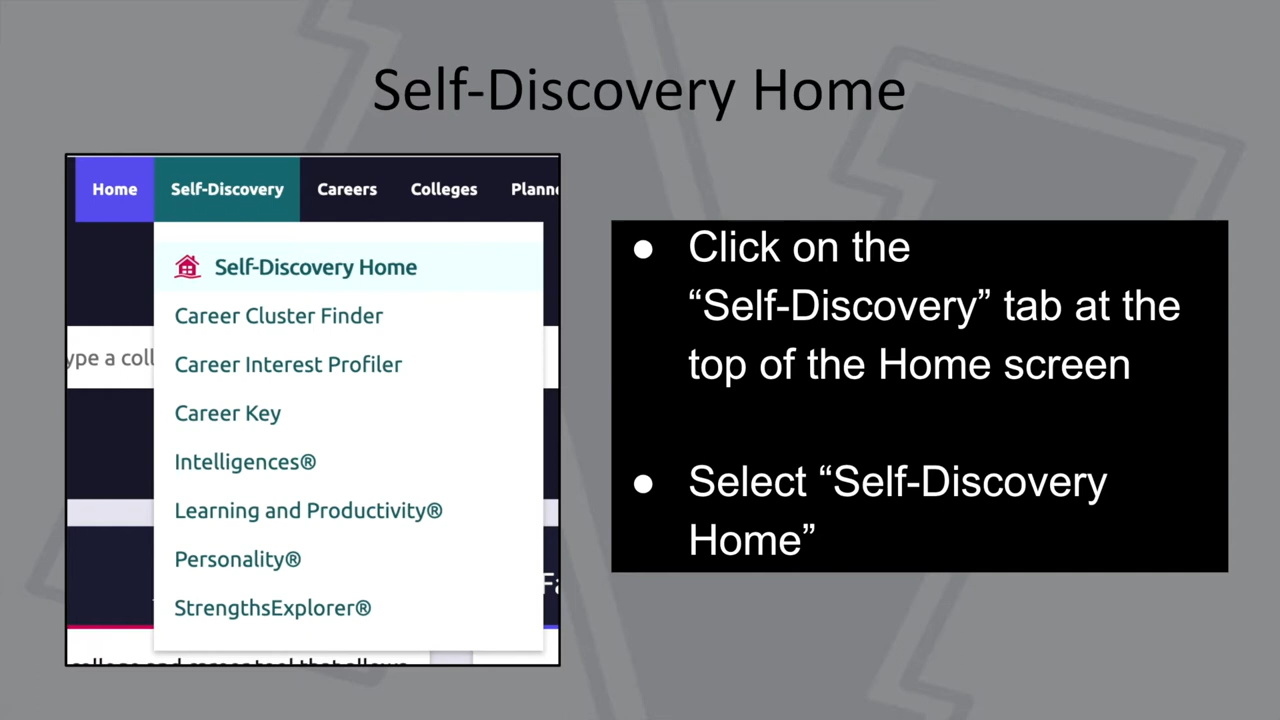 Self-Discovery Home
Home Self-Discovery Careers Colleges
Self-Discovery Home
Career Cluster Finder
ype a coll
Career Interest Profiler
Career Key
Intelligences®
Learning and Productivity®
Personality®
StrengthsExplorer®
● Click on the
“Self-Discovery” tab at the
top of the Home screen
● Select “Self-Discovery
Home”